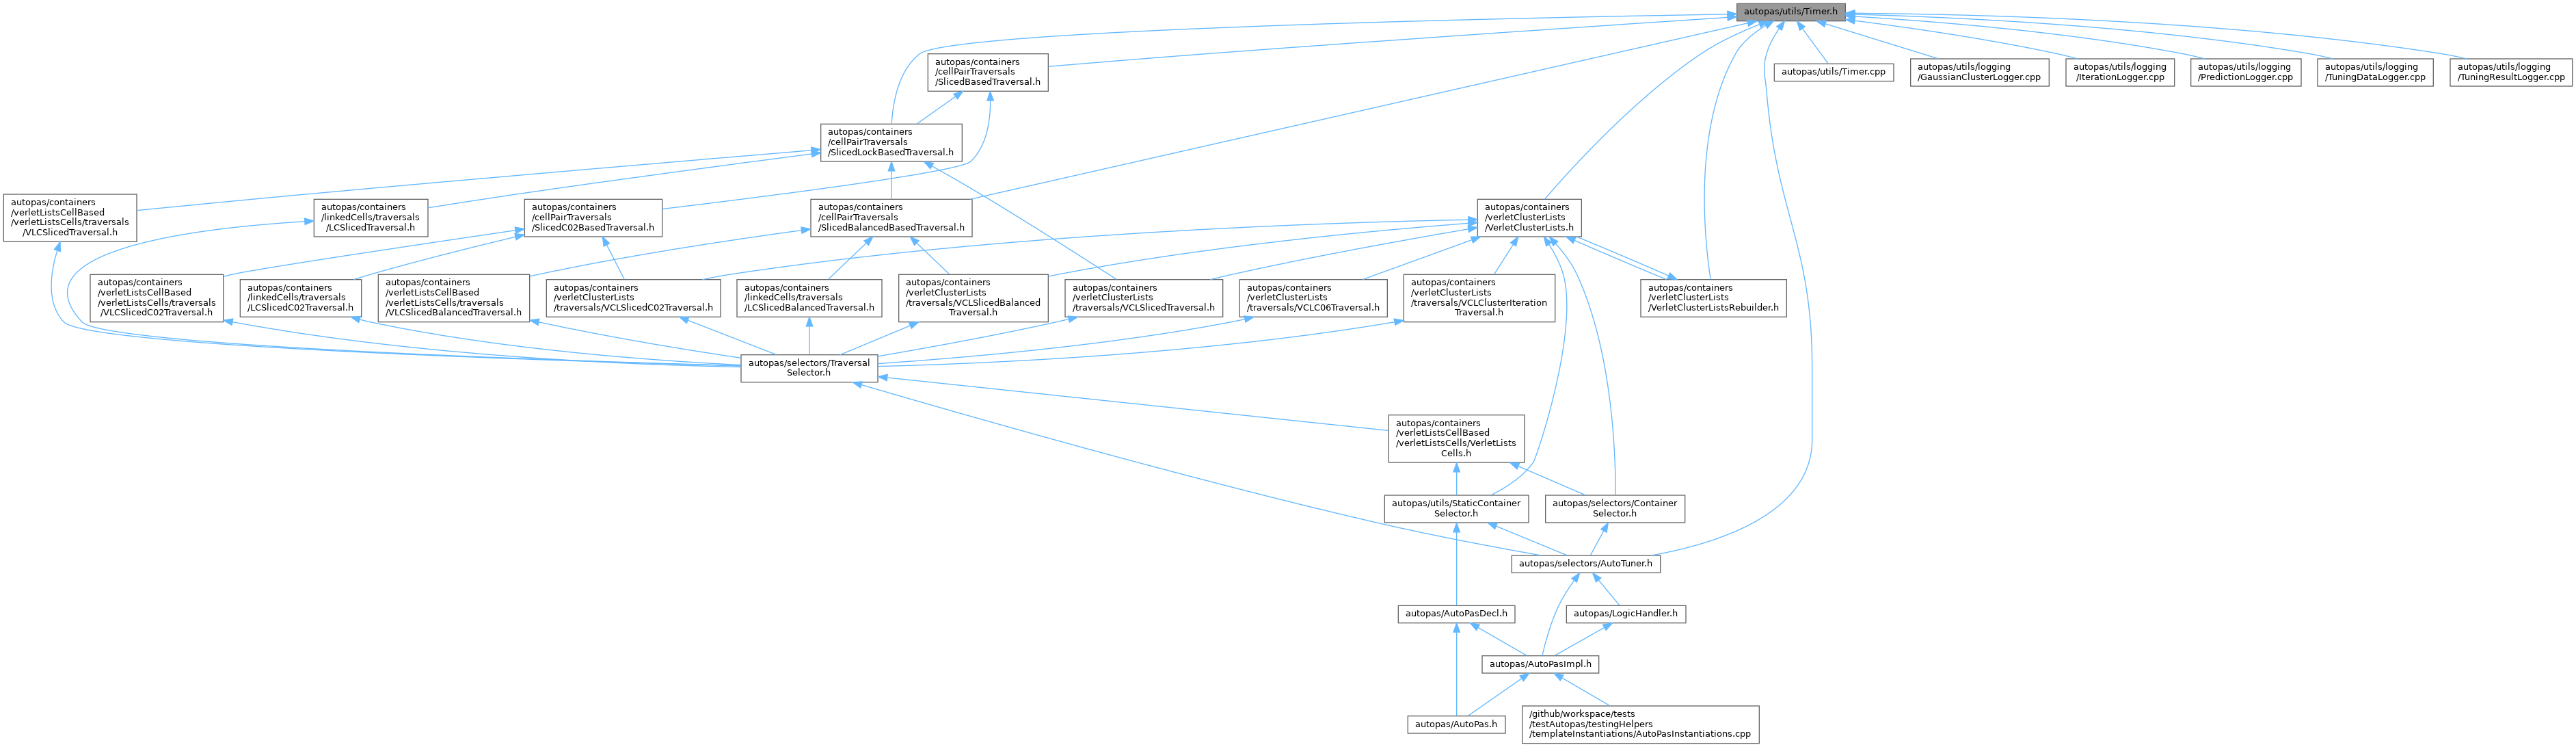 autopas/utils/Timer.h
autopas/containers
/cellPairTraversals
/SlicedBasedTraversal.h
autopas/utils/Timer.cpp
autopas/utils/logging
/GaussianClusterLogger.cpp
autopas/utils/logging
/IterationLogger.cpp
autopas/utils/logging
/PredictionLogger.cpp
autopas/utils/logging
/TuningDataLogger.cpp
autopas/utils/logging
/TuningResultLogger.cpp
autopas/containers
/cellPairTraversals
/SlicedLockBasedTraversal.h
autopas/containers
/verletListsCellBased
/verletListsCells/traversals
/VLCSlicedTraversal.h
autopas/containers
/linkedCells/traversals
/LCSlicedTraversal.h
autopas/containers
/cellPairTraversals
/SlicedC02BasedTraversal.h
autopas/containers
/cellPairTraversals
/SlicedBalancedBasedTraversal.h
autopas/containers
/verletClusterLists
/VerletClusterLists.h
autopas/containers
/verletListsCellBased
/verletListsCells/traversals
/VLCSlicedC02Traversal.h
autopas/containers
/linkedCells/traversals
/LCSlicedC02Traversal.h
autopas/containers
/verletListsCellBased
/verletListsCells/traversals
/VLCSlicedBalancedTraversal.h
autopas/containers
/verletClusterLists
/traversals/VCLSlicedC02Traversal.h
autopas/containers
/linkedCells/traversals
/LCSlicedBalancedTraversal.h
autopas/containers
/verletClusterLists
/traversals/VCLSlicedBalanced
Traversal.h
autopas/containers
/verletClusterLists
/traversals/VCLSlicedTraversal.h
autopas/containers
/verletClusterLists
/traversals/VCLC06Traversal.h
autopas/containers
/verletClusterLists
/traversals/VCLClusterIteration
Traversal.h
autopas/containers
/verletClusterLists
/VerletClusterListsRebuilder.h
autopas/selectors/Traversal
Selector.h
autopas/containers
/verletListsCellBased
/verletListsCells/VerletLists
Cells.h
autopas/utils/StaticContainer
Selector.h
autopas/selectors/Container
Selector.h
autopas/selectors/AutoTuner.h
autopas/AutoPasDecl.h
autopas/LogicHandler.h
autopas/AutoPasImpl.h
autopas/AutoPas.h
/github/workspace/tests
/testAutopas/testingHelpers
/templateInstantiations/AutoPasInstantiations.cpp